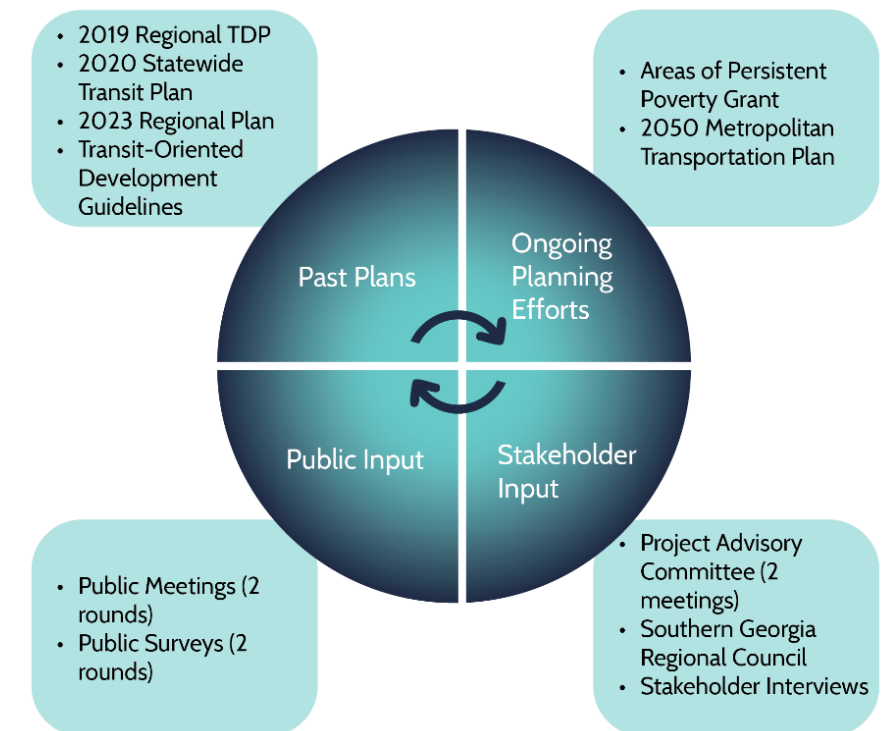 • 2019 Regional TDP
• 2020 Statewide
Transit Plan
• 2023 Regional Plan
• Transit-Oriented
Development
Guidelines
• Areas of Persistent
Poverty Grant
• 2050 Metropolitan
Transportation Plan
Past Plans
Ongoing
Planning
Efforts
Public Input
Stakeholder
Input
• Public Meetings (2
rounds)
• Public Surveys (2
rounds)
• Project Advisory
Committee (2
meetings)
• Southern Georgia
Regional Council
• Stakeholder Interviews